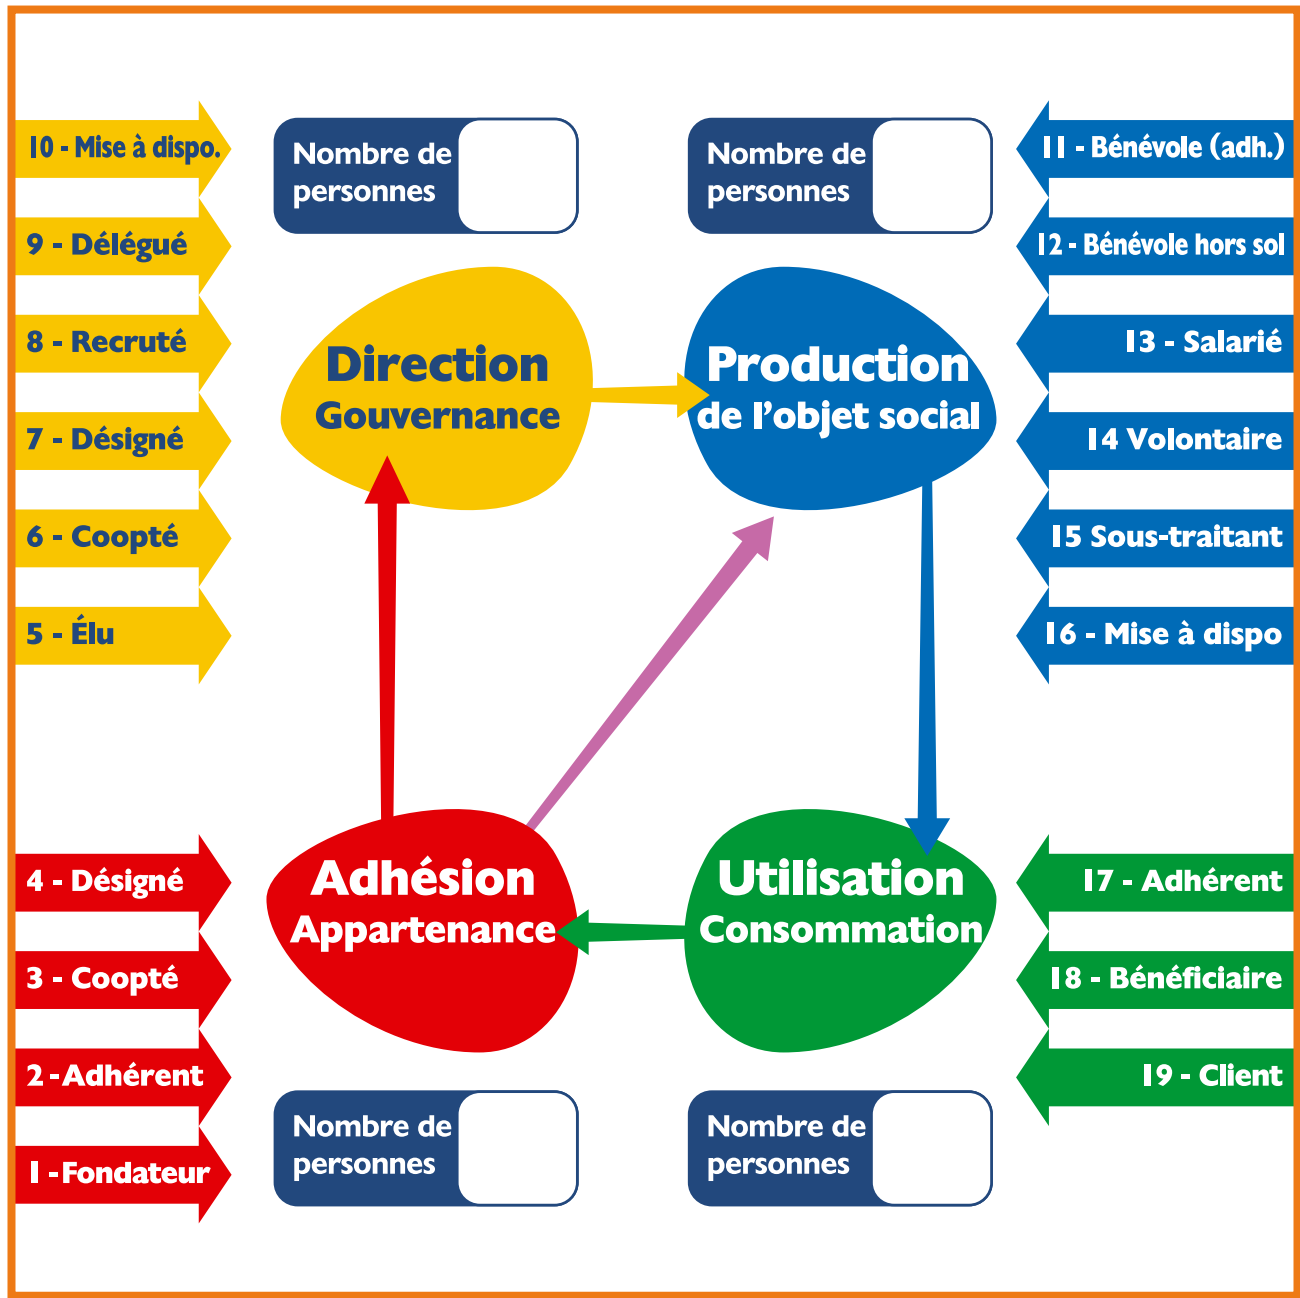 10 - Mise à dispo.
9 - Délégué
8 - Recruté
7 - Désigné
6 - Coopté
5 - Élu
4 - Désigné
3 - Coopté
2 - Adhérent
1 - Fondateur
Nombre de
personnes
Nombre de
personnes
Direction
Gouvernance
Production
de l’objet social
Adhésion
Appartenance
Utilisation
Consommation
Nombre de
personnes
Nombre de
personnes
11 - Bénévole (adh.)
12 - Bénévole hors sol
13 - Salarié
14 Volontaire
15 Sous-traitant
16 - Mise à dispo
17 - Adhérent
18 - Bénéficiaire
19 - Client